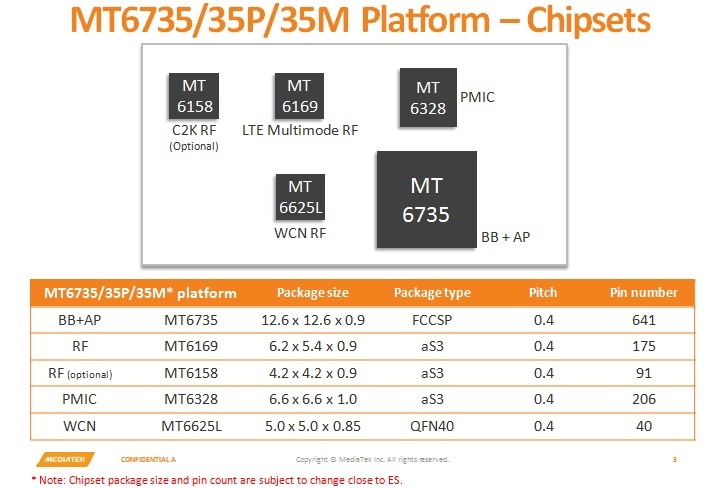 MT6735/35P/35M Platform – Chipsets
MT
6158
C2K RF
(Optional)
MT
6169
LTE Multimode RF
MT
6328
PMIC
MT
6625L
WCN RF
MT
6735
BB + AP
MT6735/35P/35M* platform Package size Package type Pitch Pin number
BB+AP MT6735 12.6 x 12.6 x 0.9 FCCSP 0.4 641
RF MT6169 6.2 x 5.4 x 0.9 aS3 0.4 175
RF (optional) MT6158 4.2 x 4.2 x 0.9 aS3 0.4 91
PMIC MT6328 6.6 x 6.6 x 1.0 aS3 0.4 206
WCN MT6625L 5.0 x 5.0 x 0.85 QFN40 0.4 40
MEDIATEK CONFIDENTIAL A Copyright © MediaTek Inc. All rights reserved. 3
* Note: Chipset package size and pin count are subject to change close to ES.